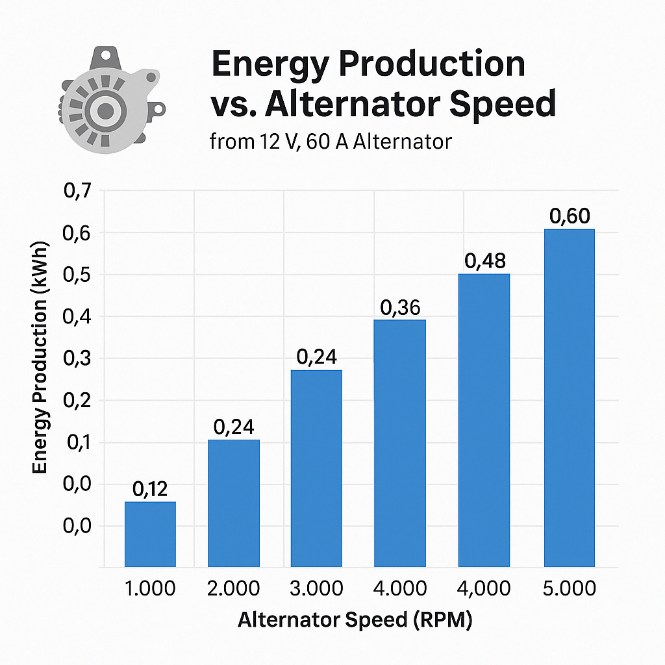 Energy Production
vs. Alternator Speed
from 12 V, 60 A Alternator
Energy Production (kWh)
0,7
0,6
0,5
0,4
0,3
0,2
0,1
0,0
0,0
0,12
0,24
0,24
0,36
0,48
0,60
1.000 2.000 3.000 4.000 4,000 5.000
Alternator Speed (RPM)